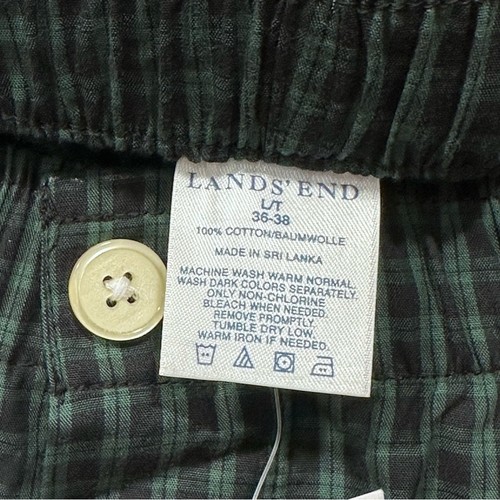 LANDS' END
L/T
36-38
100% COTTON/BAUMWOLLE
MADE IN SRI LANKA
MACHINE WASH WARM NORMAL.
WASH DARK COLORS SEPARATELY.
ONLY NON-CHLORINE
BLEACH WHEN NEEDED.
REMOVE PROMPTLY.
TUMBLE DRY LOW.
WARM IRON IF NEEDED.